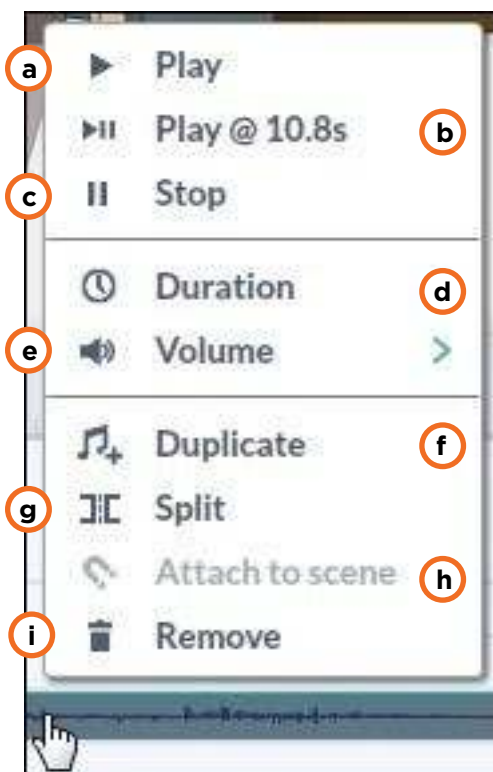 a Play
Play @ 10.8s b
c Stop
Duration d
e Volume
Duplicate f
g Split
Attach to scene h
i Remove